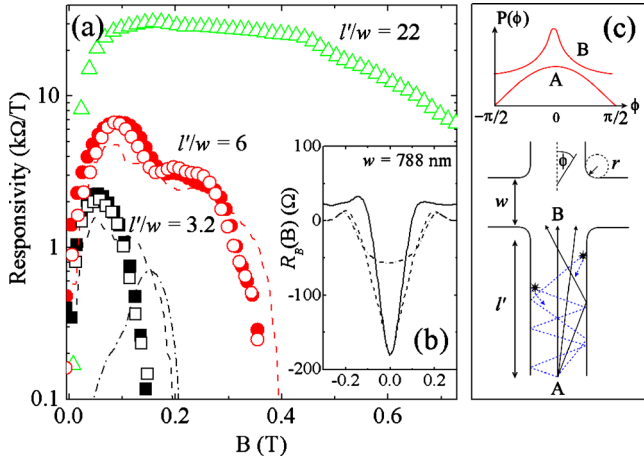 (a)
l'/w = 22
l'/w = 6
l'/w = 3.2
Responsivity (kΩ/T)
10
1
0.1
0.0
0.2
0.4
0.6
B (T)
w = 788 nm
(b)
R_B(B) (Ω)
100
0
-100
-200
-0.2
0.0
0.2
(c)
P(ϕ)
B
A
−π/2
0
π/2
ϕ
ϕ
r
w
B
l'
A